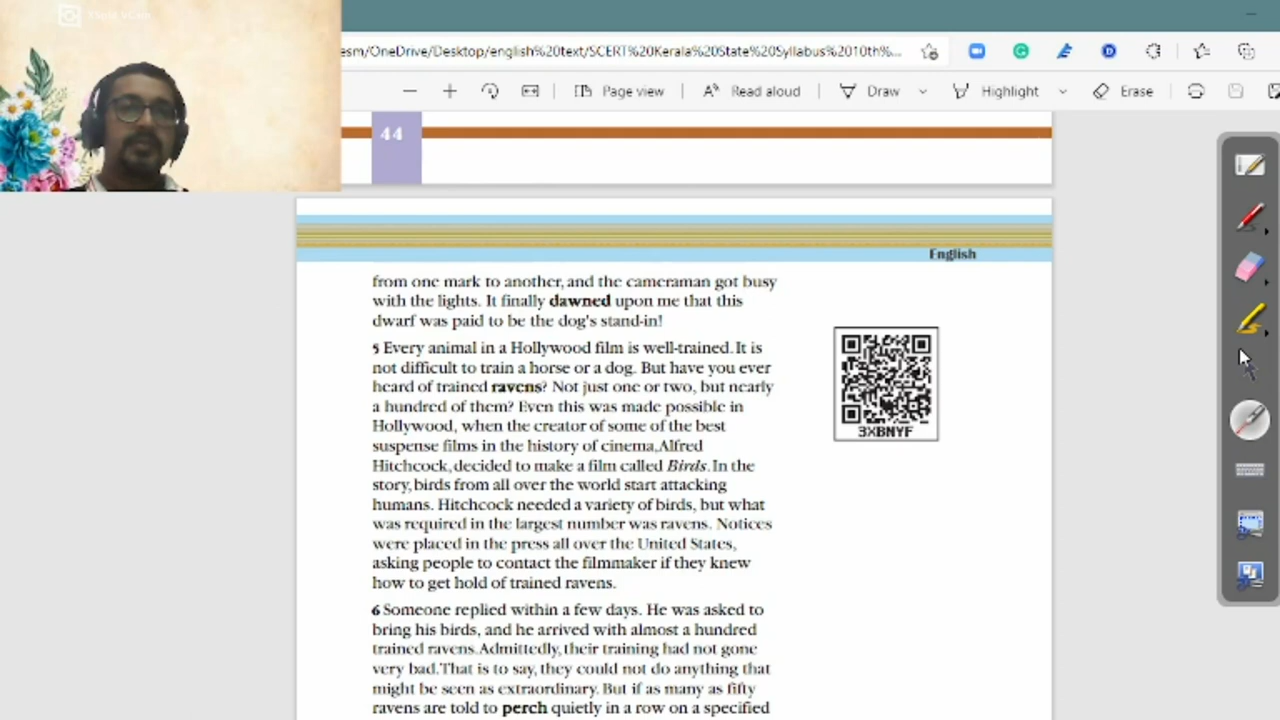 esm/OneDrive/Desktop/english%20text/SCERT%20Kerala%20State%20Syllabus%2010th%...
Page view
Read aloud
Draw
Highlight
Erase
44
English
from one mark to another, and the cameraman got busy
with the lights. It finally dawned upon me that this
dwarf was paid to be the dog's stand-in!
5 Every animal in a Hollywood film is well-trained. It is
not difficult to train a horse or a dog. But have you ever
heard of trained ravens? Not just one or two, but nearly
a hundred of them? Even this was made possible in
Hollywood, when the creator of some of the best
suspense films in the history of cinema,Alfred
Hitchcock, decided to make a film called Birds. In the
story, birds from all over the world start attacking
humans. Hitchcock needed a variety of birds, but what
was required in the largest number was ravens. Notices
were placed in the press all over the United States,
asking people to contact the filmmaker if they knew
how to get hold of trained ravens.
3XBNYF
6 Someone replied within a few days. He was asked to
bring his birds, and he arrived with almost a hundred
trained ravens. Admittedly, their training had not gone
very bad. That is to say, they could not do anything that
might be seen as extraordinary. But if as many as fifty
ravens are told to perch quietly in a row on a specified